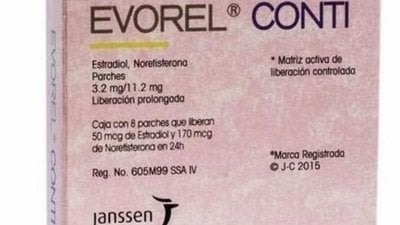 EVOREL® CONTI
Estradiol, Noretisterona
Parches
3.2 mg/11.2 mg
Liberación prolongada
* Matriz activa de
liberación controlada
Caja con 8 parches que liberan
50 mcg de Estradiol y 170 mcg
de Noretisterona en 24h
Reg. No. 605M99 SSA IV
*Marca Registrada
© J-C 2015
janssen
EVOREL® CONTI